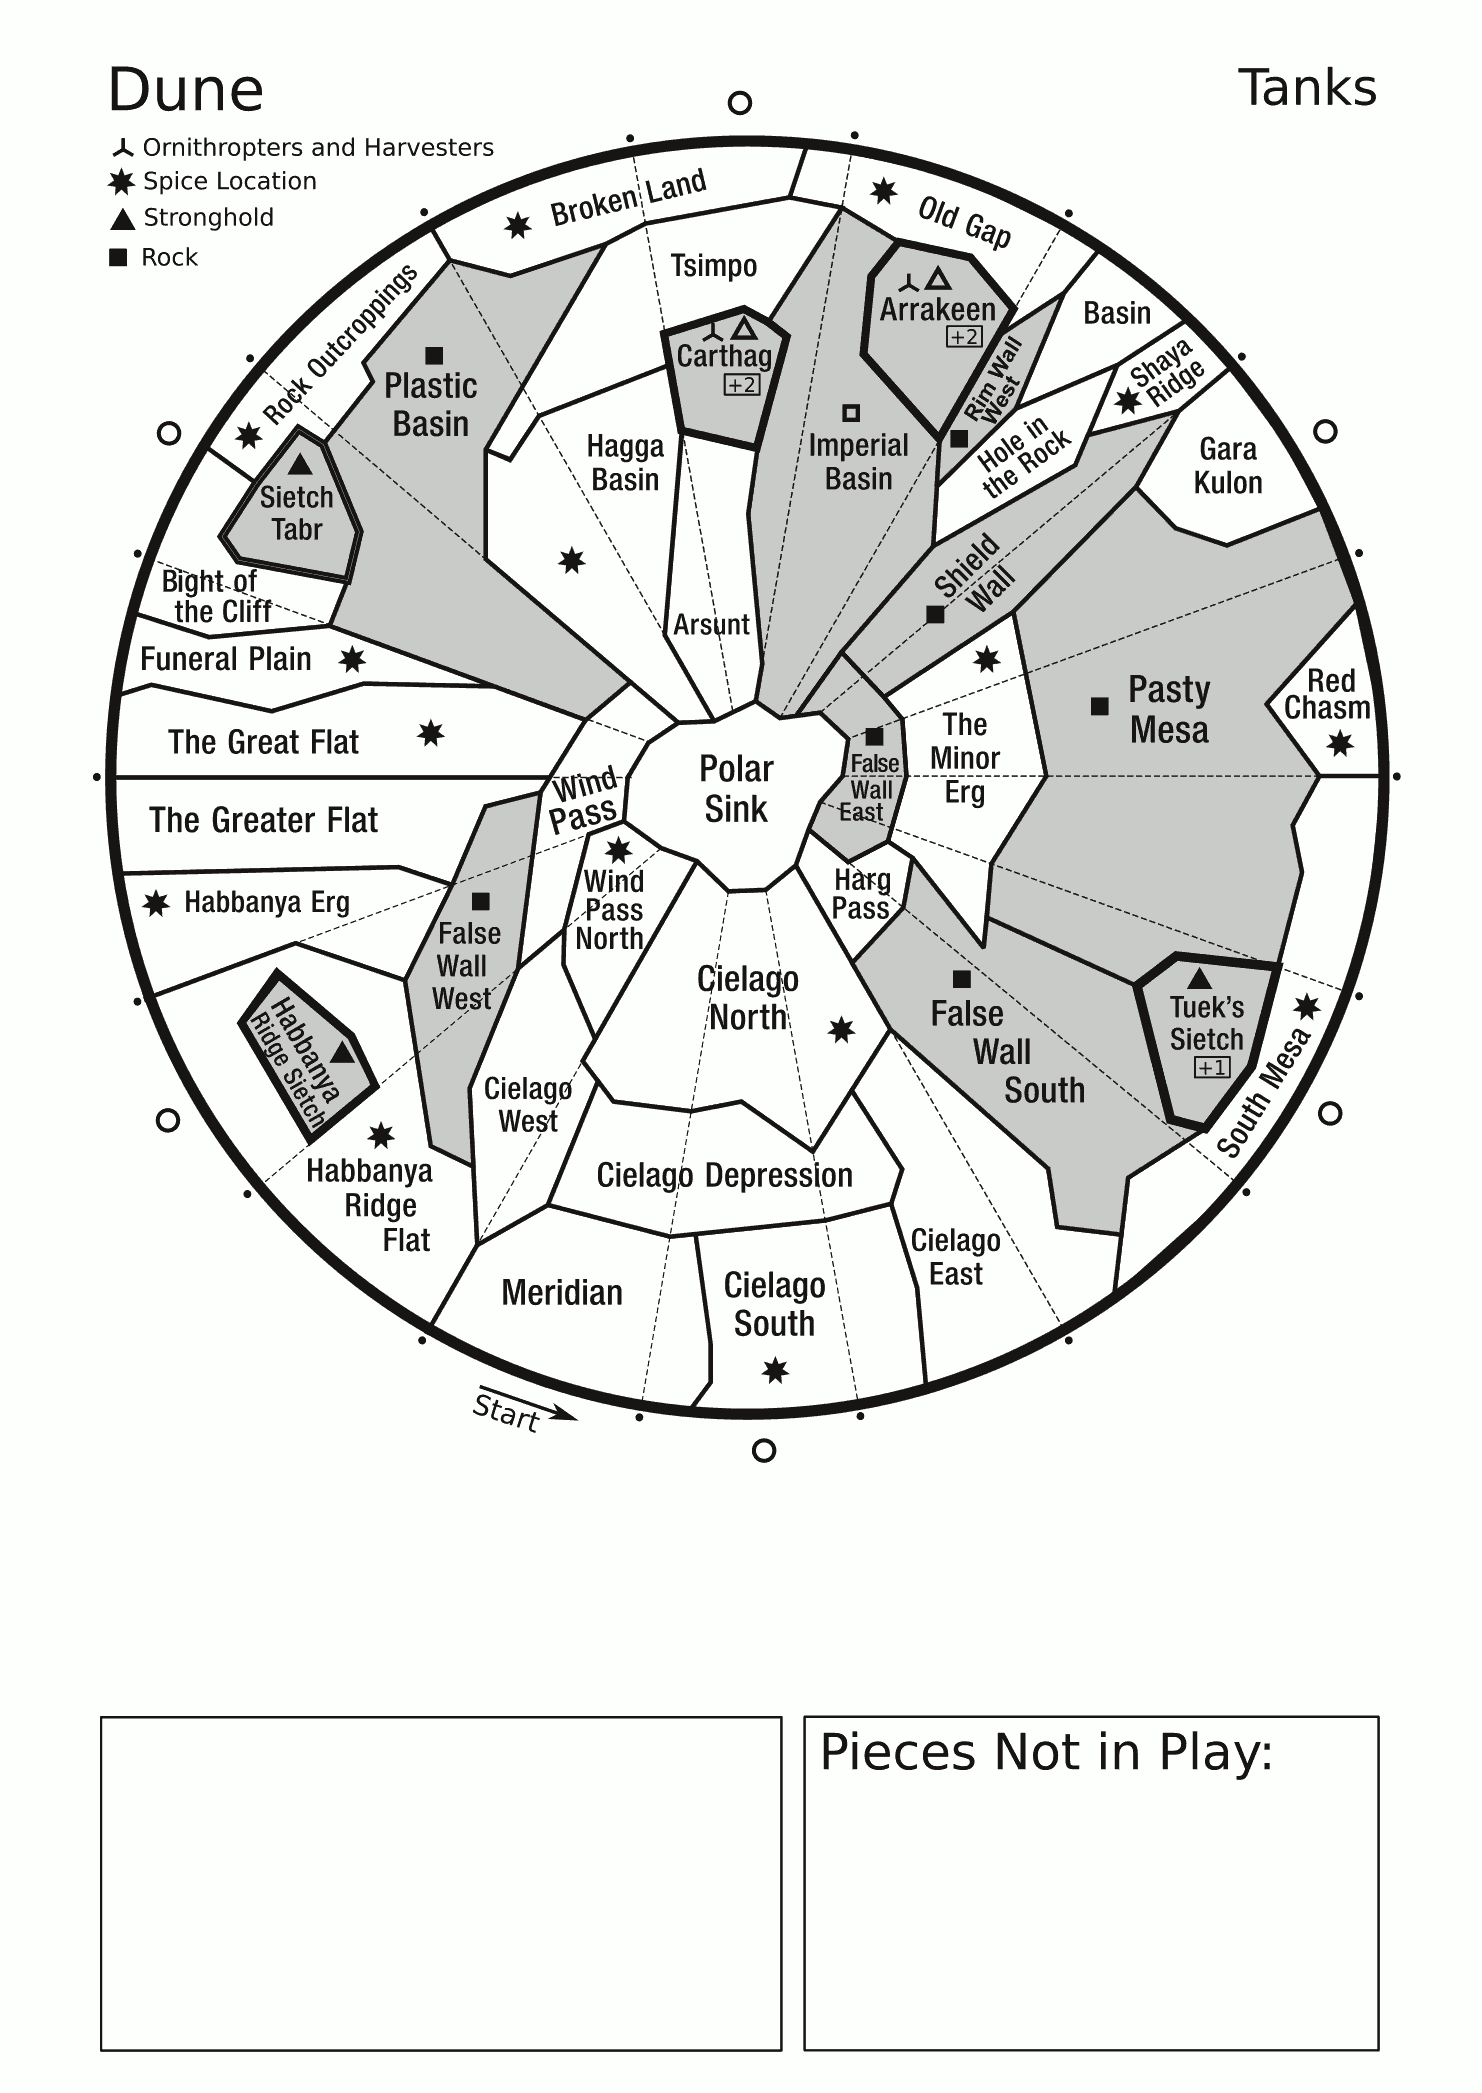 Dune
Tanks
Ornithropters and Harvesters
Spice Location
Stronghold
Rock
Broken Land
Old Gap
Tsimpo
Rock Outcroppings
Plastic
Basin
Carthag
+2
Arrakeen
+2
Basin
Rim Wall
West
Shaya
Ridge
Hole in
the Rock
Hagga
Basin
Imperial
Basin
Gara
Kulon
Sietch
Tabr
Bight of
the Cliff
Shield
Wall
Arsunt
Funeral Plain
The Great Flat
Pasty
Mesa
Red
Chasm
Polar
Sink
False
Wall
East
The
Minor
Erg
Wind
Pass
The Greater Flat
Habbanya Erg
Wind
Pass
North
Harg
Pass
False
Wall
West
Cielago
North
False
Wall
South
Tuek's
Sietch
+1
South Mesa
Habbanya
Ridge Sietch
Cielago
West
Habbanya
Ridge
Flat
Cielago Depression
Cielago
East
Meridian
Cielago
South
Start
Pieces Not in Play: